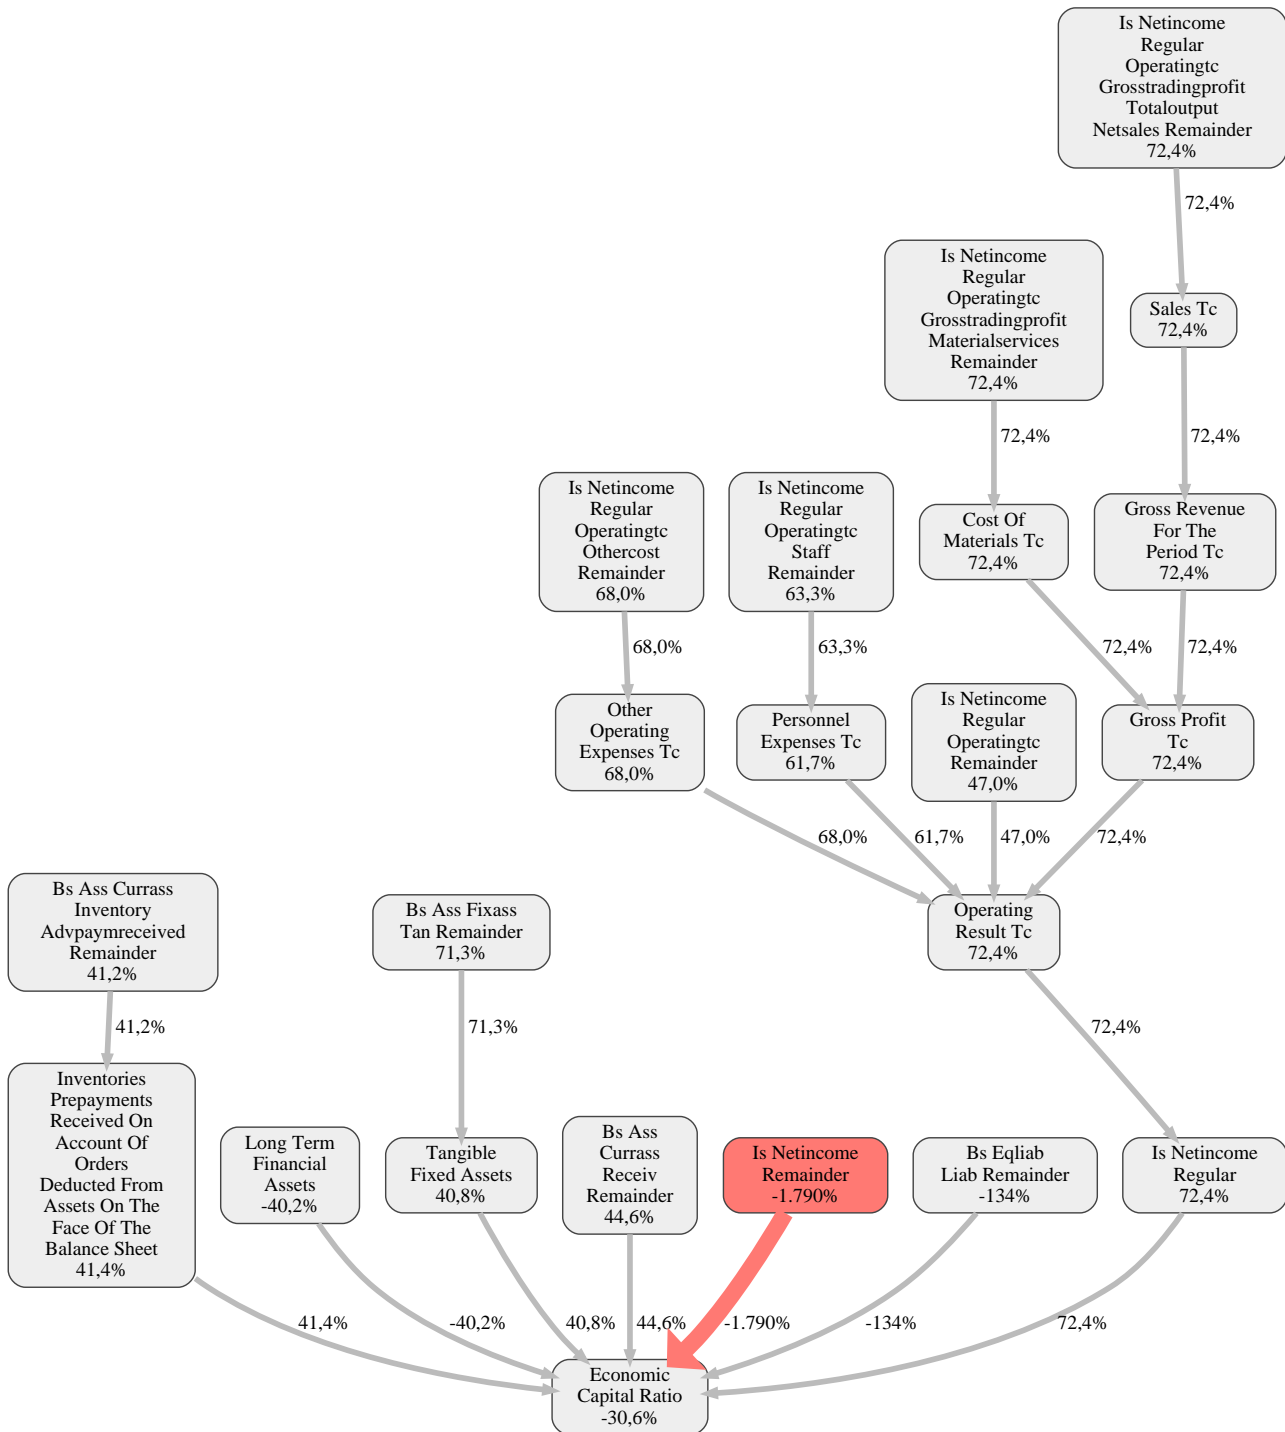 Is Netincome
Regular
Operatingtc
Grosstradingprofit
Totaloutput
Netsales Remainder
72,4%
72,4%
Is Netincome
Regular
Operatingtc
Grosstradingprofit
Materialservices
Remainder
72,4%
Sales Tc
72,4%
72,4%
72,4%
Is Netincome
Regular
Operatingtc
Othercost
Remainder
68,0%
Is Netincome
Regular
Operatingtc
Staff
Remainder
63,3%
Cost Of
Materials Tc
72,4%
Gross Revenue
For The
Period Tc
72,4%
68,0%
63,3%
72,4%
72,4%
Other
Operating
Expenses Tc
68,0%
Personnel
Expenses Tc
61,7%
Is Netincome
Regular
Operatingtc
Remainder
47,0%
Gross Profit
Tc
72,4%
68,0%
61,7%
47,0%
72,4%
Bs Ass Currass
Inventory
Advpaymreceived
Remainder
41,2%
Bs Ass Fixass
Tan Remainder
71,3%
Operating
Result Tc
72,4%
41,2%
71,3%
72,4%
Inventories
Prepayments
Received On
Account Of
Orders
Deducted From
Assets On The
Face Of The
Balance Sheet
41,4%
Long Term
Financial
Assets
-40,2%
Tangible
Fixed Assets
40,8%
Bs Ass
Currass
Receiv
Remainder
44,6%
Is Netincome
Remainder
-1.790%
Bs Eqliab
Liab Remainder
-134%
Is Netincome
Regular
72,4%
41,4%
-40,2%
40,8%
44,6%
-1.790%
-134%
72,4%
Economic
Capital Ratio
-30,6%